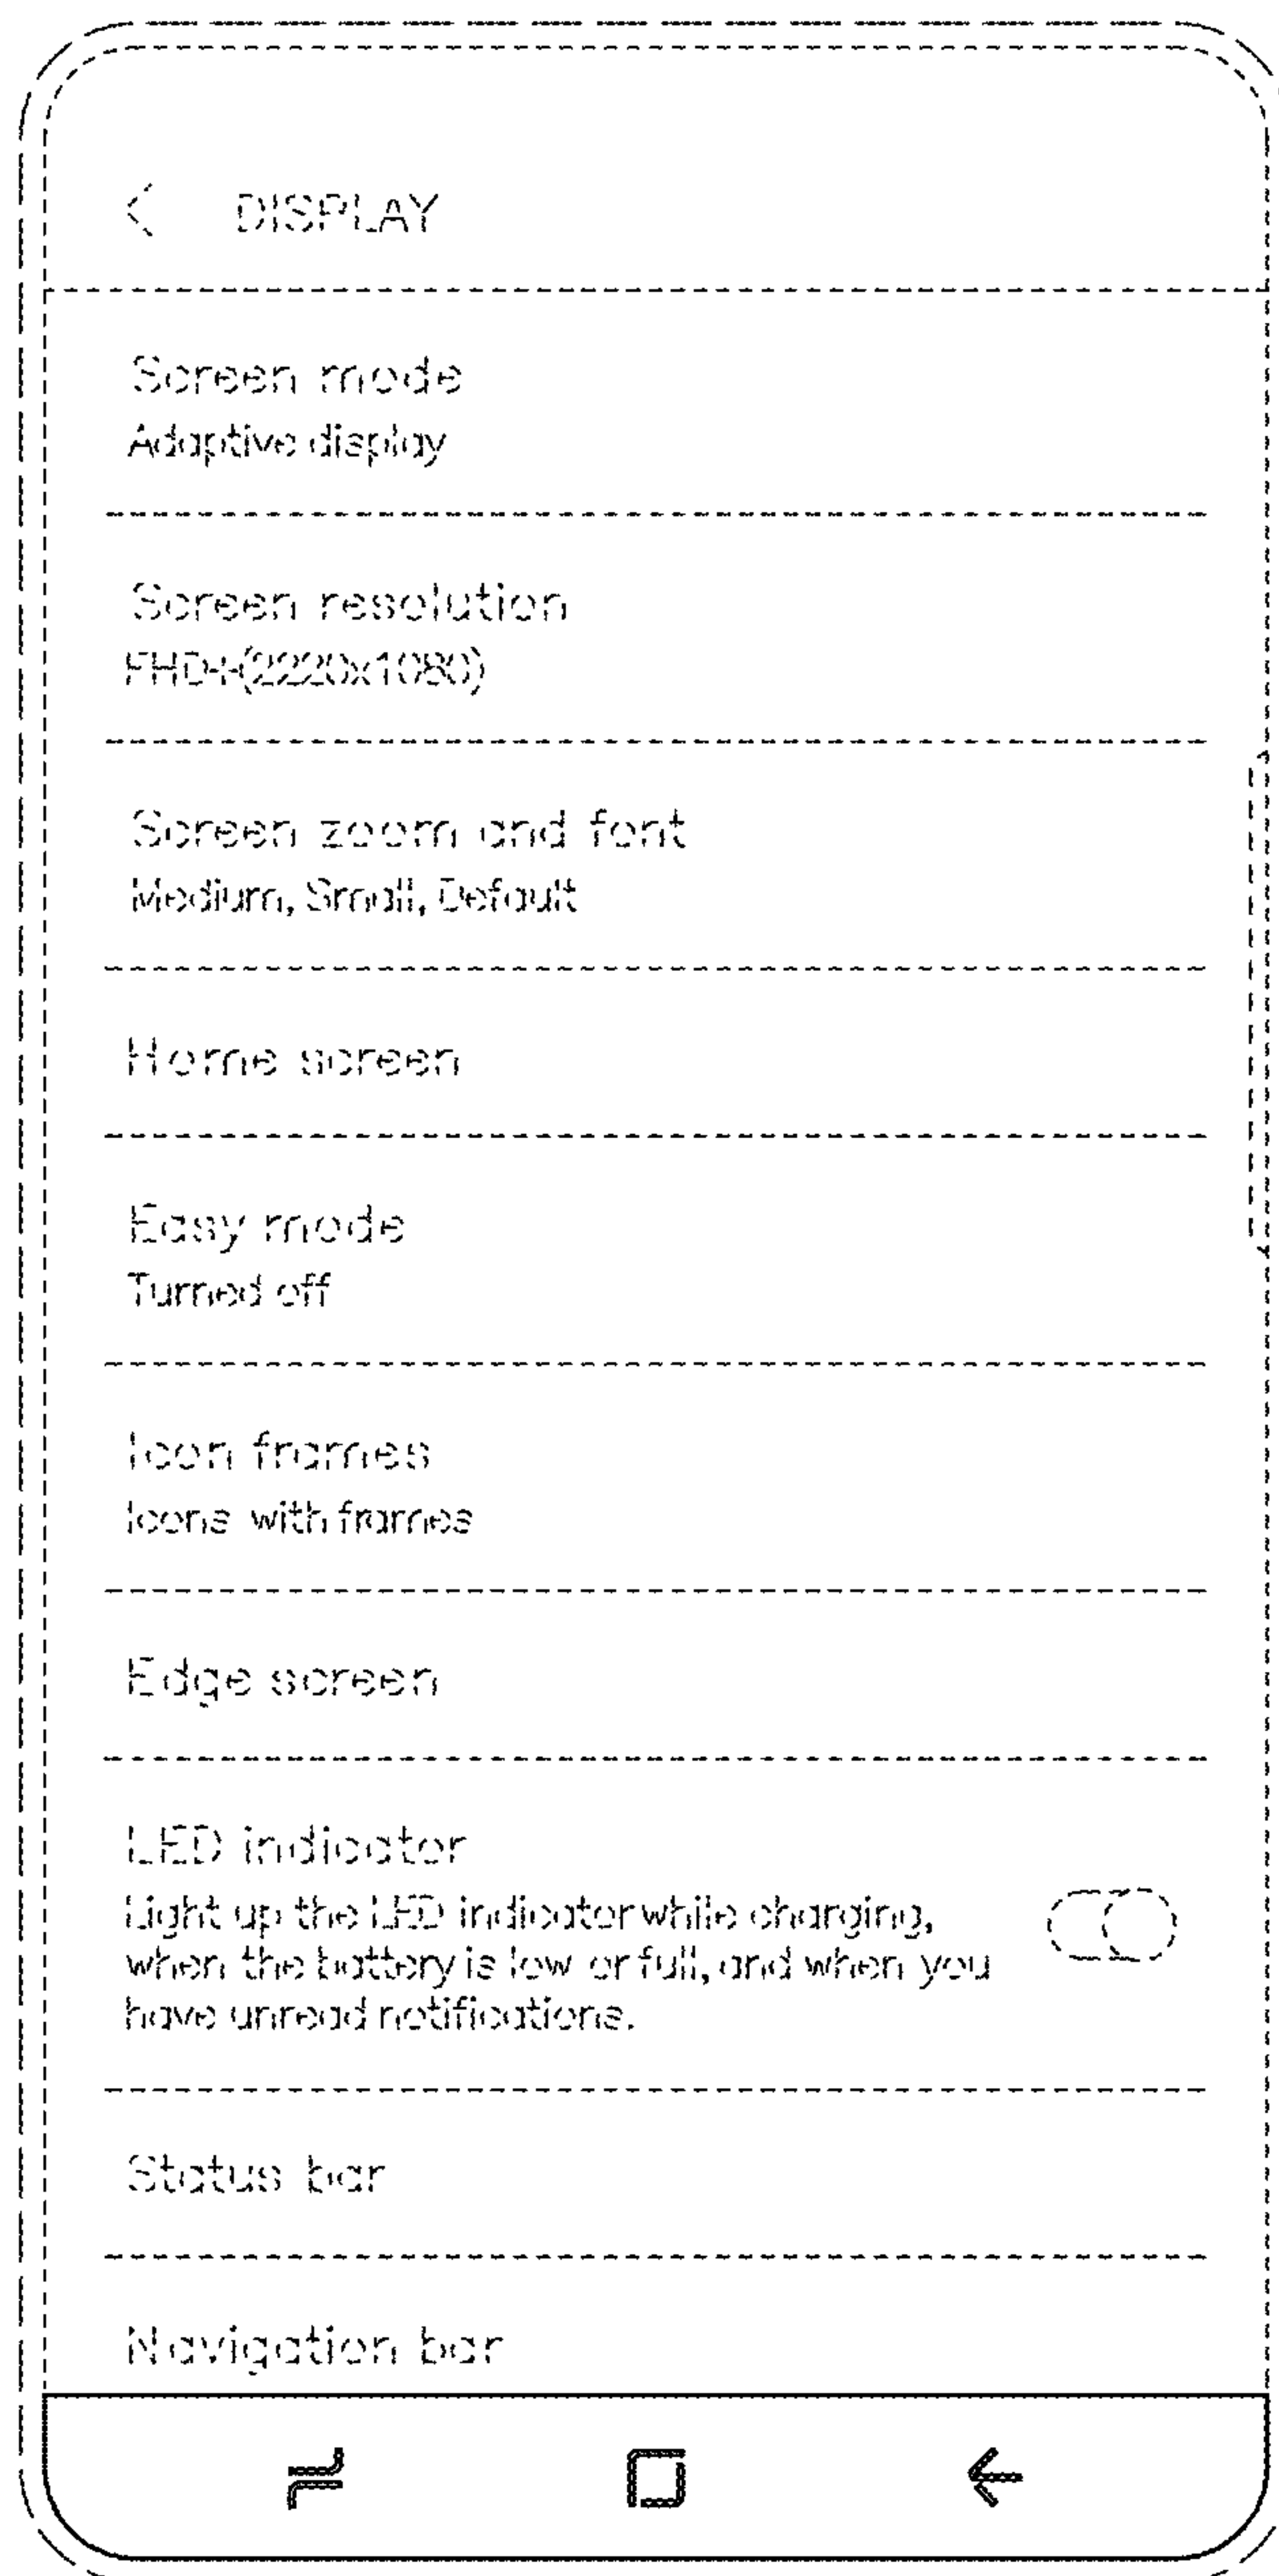 DISPLAY
Screen mode
Adaptive display
Screen resolution
FHD+(2220x1080)
Screen zoom and font
Medium, Small, Default
Home screen
Easy mode
Turned off
Icon frames
Icons with frames
Edge screen
LED indicator
Light up the LED indicator while charging,
when the battery is low or full, and when you
have unread notifications.
Status bar
Navigation bar